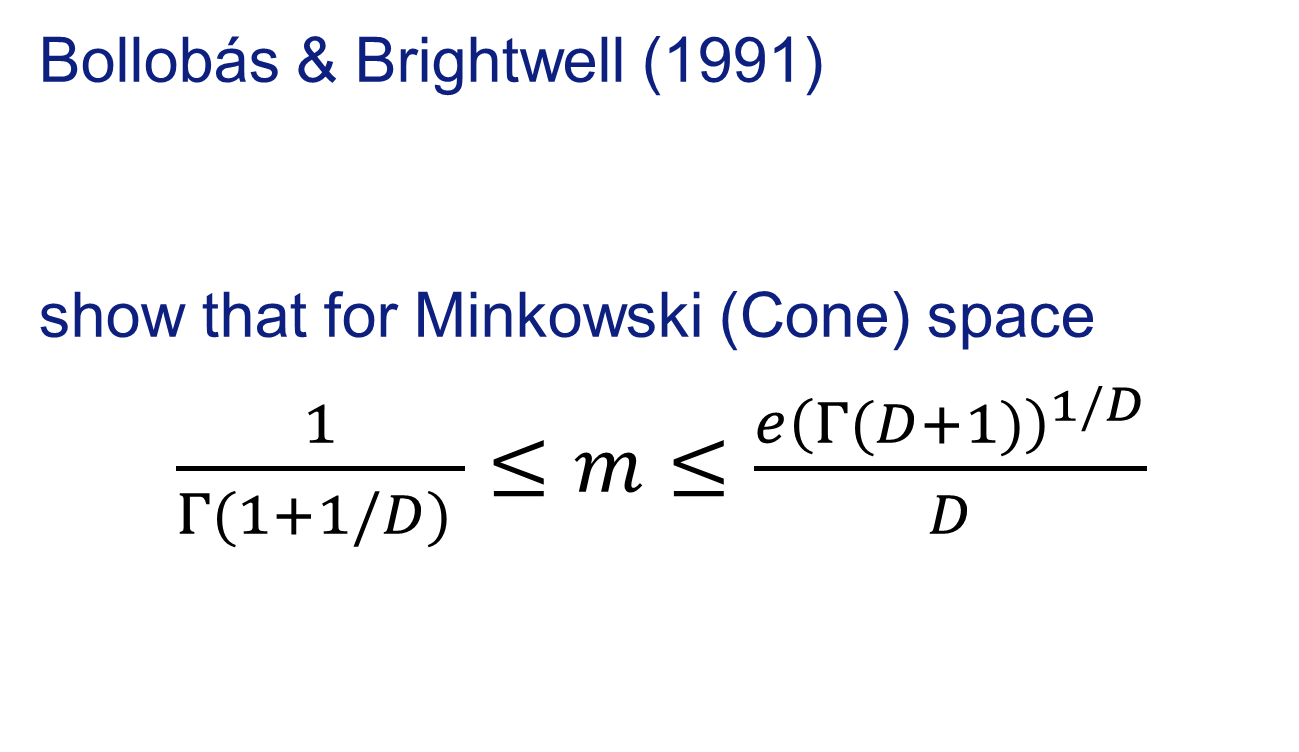 Bollobás & Brightwell (1991)
show that for Minkowski (Cone) space
1/Γ(1+1/D) ≤ m ≤ e(Γ(D+1))^{1/D}/D